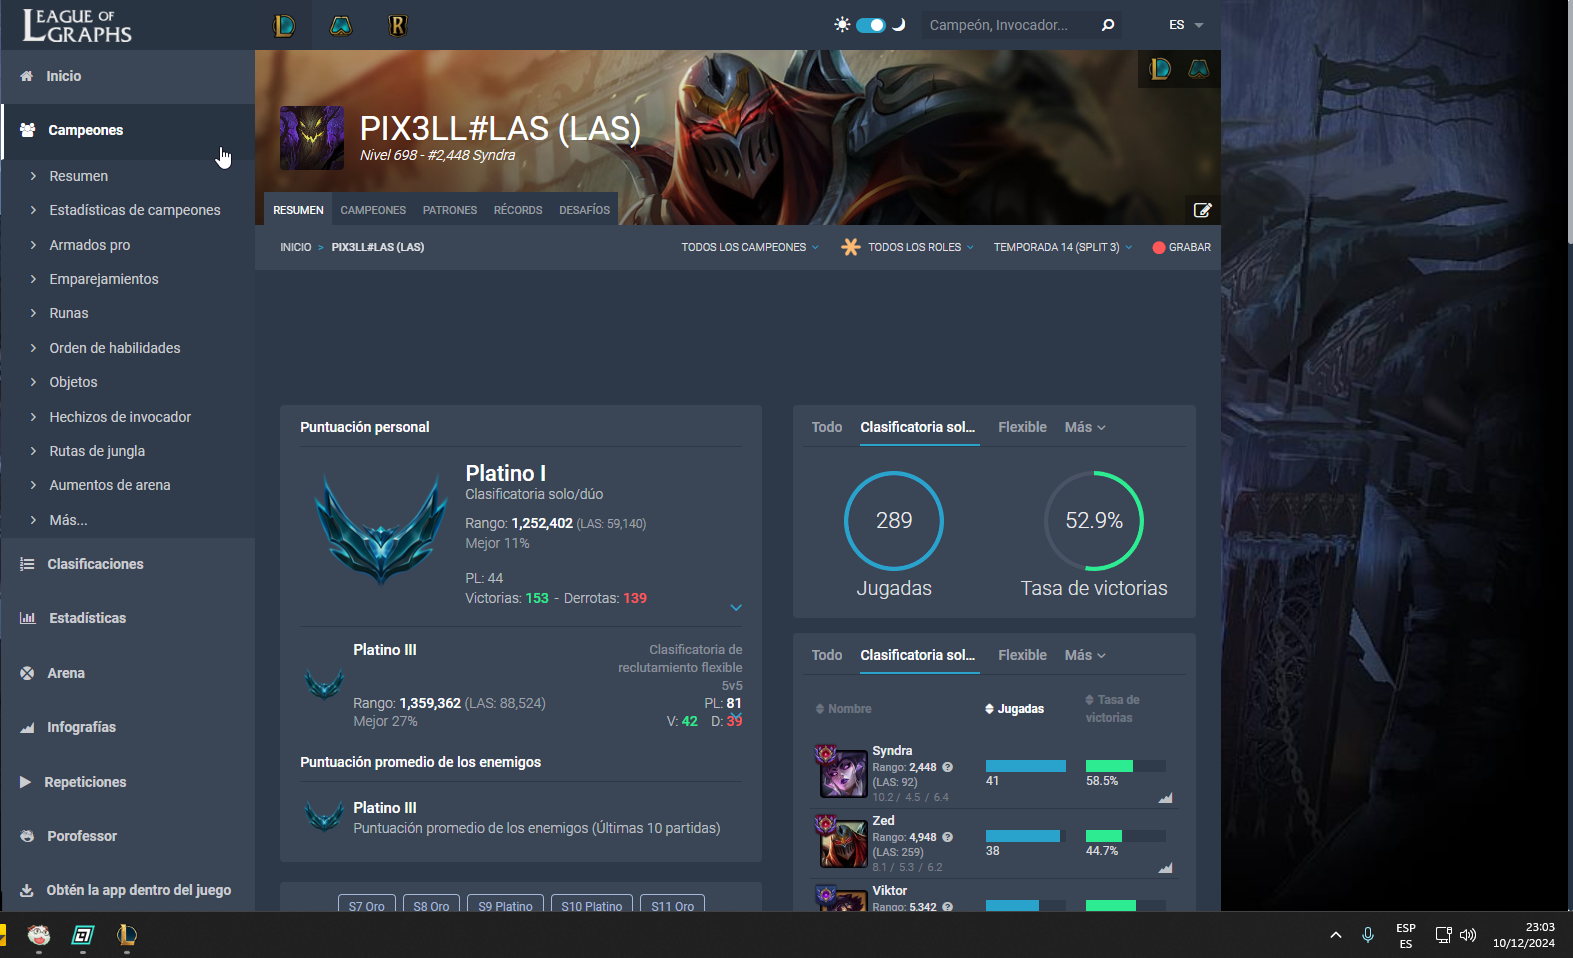 LEAGUE OF
GRAPHS
Campeón, Invocador...
ES
Inicio
Campeones
Resumen
Estadísticas de campeones
Armados pro
Emparejamientos
Runas
Orden de habilidades
Objetos
Hechizos de invocador
Rutas de jungla
Aumentos de arena
Más...
Clasificaciones
Estadísticas
Arena
Infografías
Repeticiones
Porofessor
Obtén la app dentro del juego
PIX3LL#LAS (LAS)
Nivel 698 - #2,448 Syndra
RESUMEN CAMPEONES PATRONES RÉCORDS DESAFÍOS
INICIO > PIX3LL#LAS (LAS)
TODOS LOS CAMPEONES TODOS LOS ROLES TEMPORADA 14 (SPLIT 3) GRABAR
Puntuación personal
Platino I
Clasificatoria solo/dúo
Rango: 1,252,402 (LAS: 59,140)
Mejor 11%
PL: 44
Victorias: 153 - Derrotas: 139
Platino III
Clasificatoria de
reclutamiento flexible
5v5
Rango: 1,359,362 (LAS: 88,524)
PL: 81
Mejor 27%
V: 42 D: 39
Puntuación promedio de los enemigos
Platino III
Puntuación promedio de los enemigos (Últimas 10 partidas)
S7 Oro S8 Oro S9 Platino S10 Platino S11 Oro
Todo Clasificatoria sol... Flexible Más
289
Jugadas
52.9%
Tasa de victorias
Todo Clasificatoria sol... Flexible Más
Nombre
Jugadas
Tasa de
victorias
Syndra
Rango: 2,448
(LAS: 92)
10.2 / 4.5 / 6.4
41
58.5%
Zed
Rango: 4,948
(LAS: 259)
8.1 / 5.3 / 6.2
38
44.7%
Viktor
Rango: 5,342
ESP
ES
23:03
10/12/2024